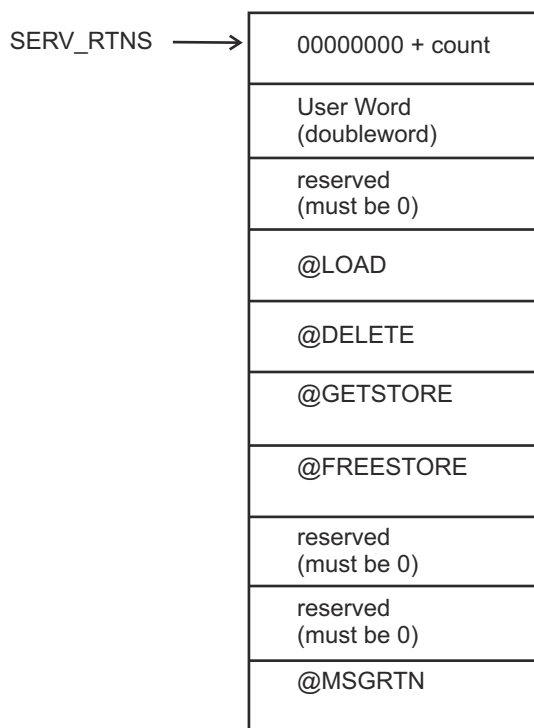 SERV_RTNS
00000000 + count
User Word
(doubleword)
reserved
(must be 0)
@LOAD
@DELETE
@GETSTORE
@FREESTORE
reserved
(must be 0)
reserved
(must be 0)
@MSGRTN